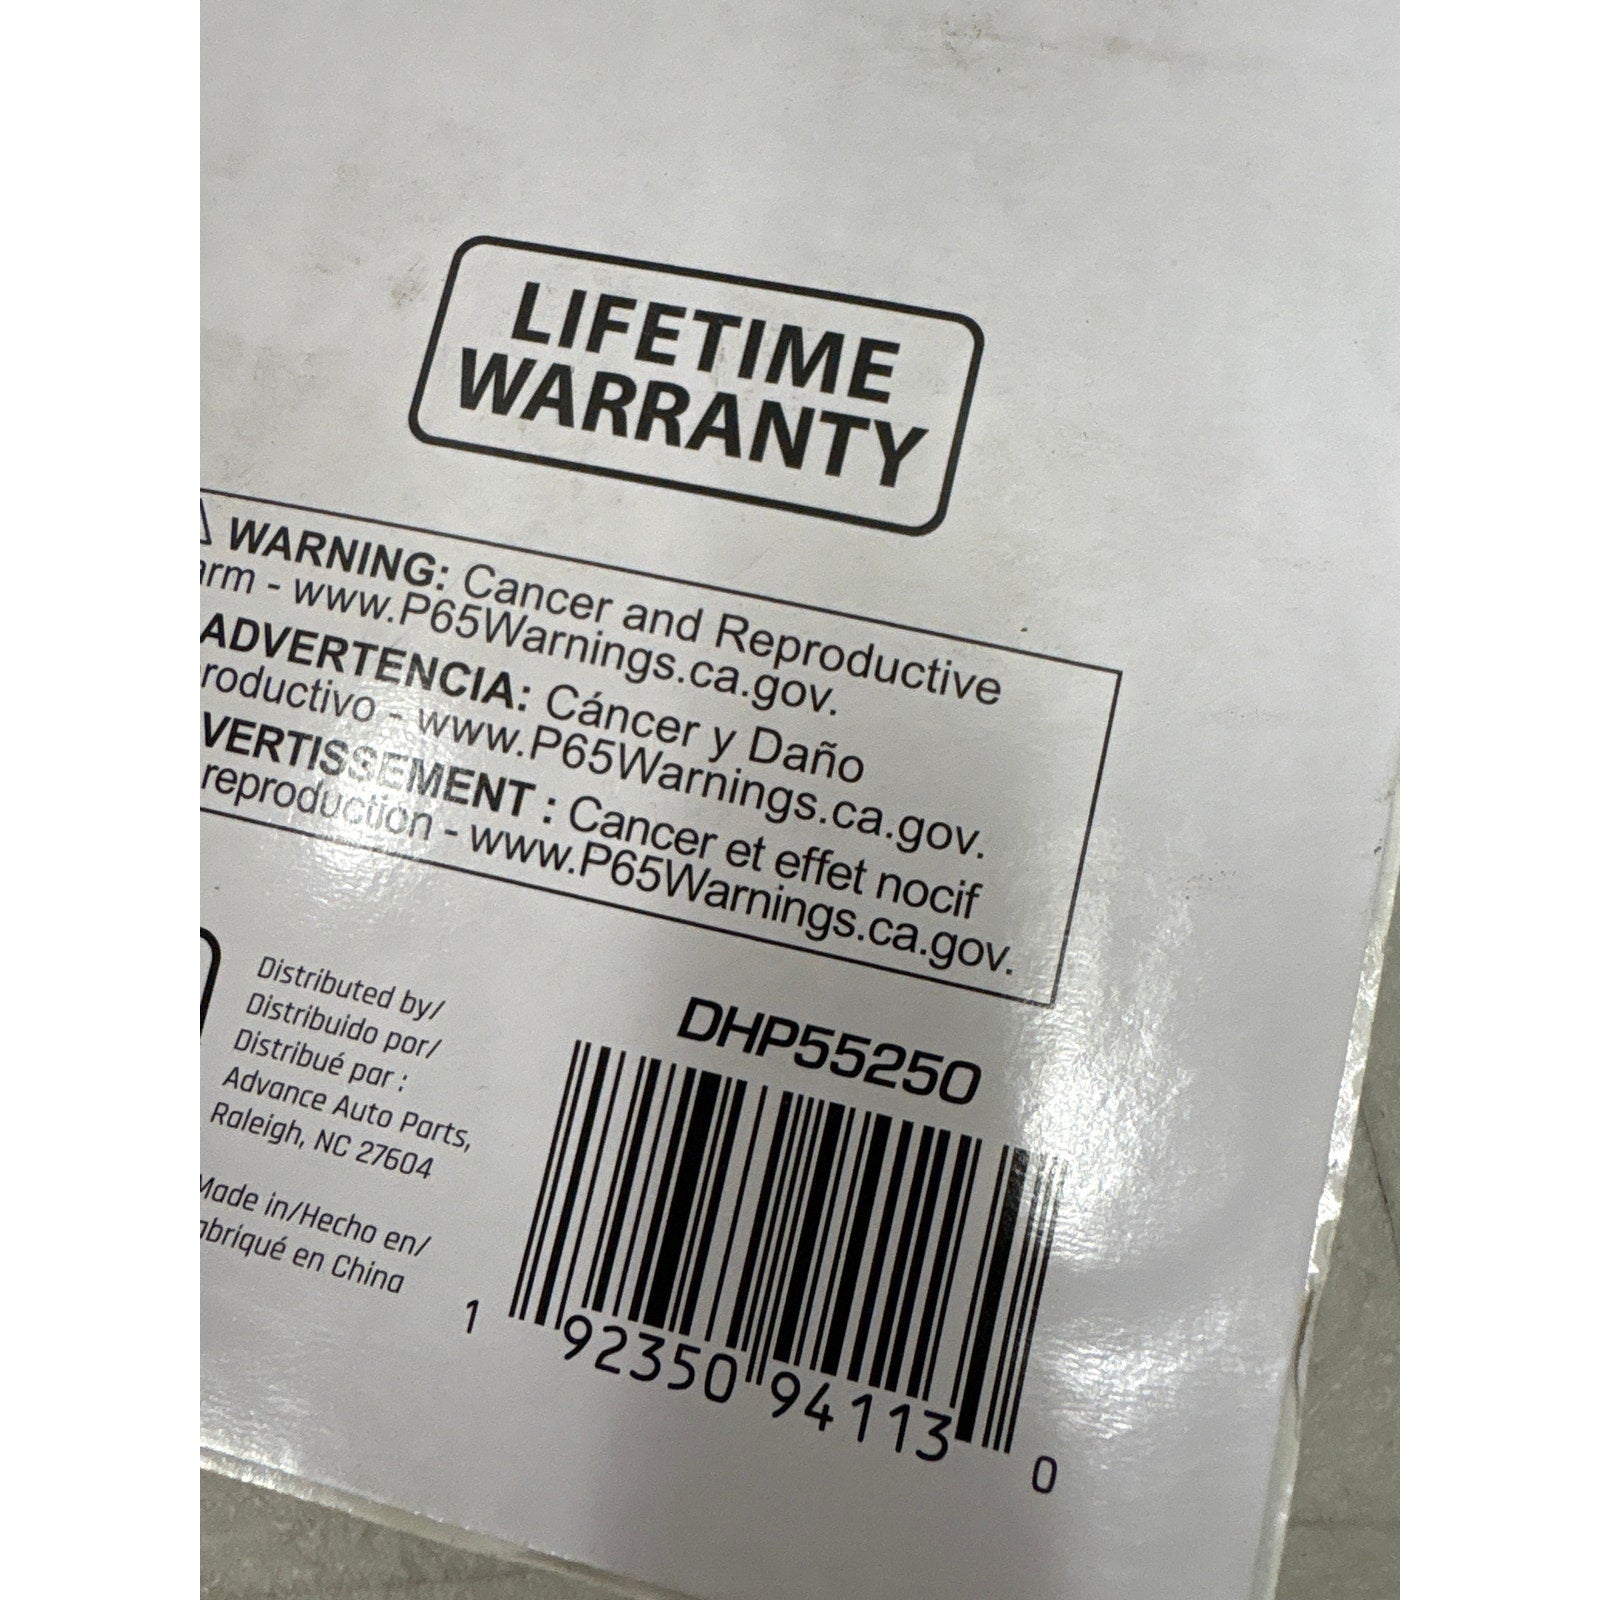 LIFETIME
WARRANTY
WARNING: Cancer and Reproductive
arm - www.P65Warnings.ca.gov.
ADVERTENCIA: Cáncer y Daño
roductivo - www.P65Warnings.ca.gov.
VERTISSEMENT : Cancer et effet nocif
reproduction - www.P65Warnings.ca.gov.
Distributed by/
Distribuido por/
Distribué par :
Advance Auto Parts,
Raleigh, NC 27604
Made in/Hecho en/
abriqué en China
DHP55250
1 92350 94113 0